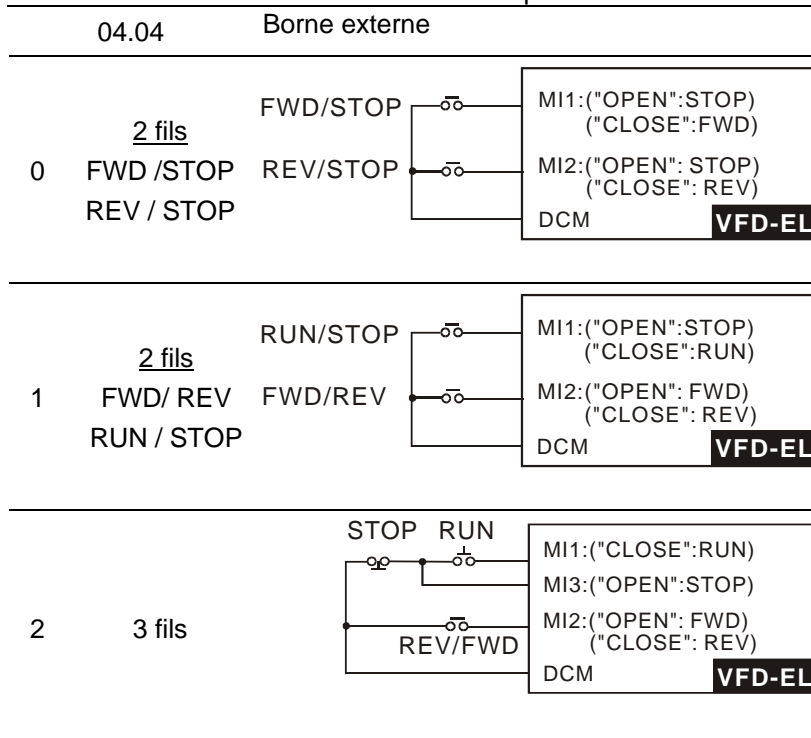 04.04 Borne externe
FWD/STOP
REV/STOP
0
2 fils
FWD /STOP
REV / STOP
MI1:("OPEN":STOP)
("CLOSE":FWD)
MI2:("OPEN": STOP)
("CLOSE": REV)
DCM
VFD-EL
RUN/STOP
FWD/REV
1
2 fils
FWD/ REV
RUN / STOP
MI1:("OPEN":STOP)
("CLOSE":RUN)
MI2:("OPEN": FWD)
("CLOSE": REV)
DCM
VFD-EL
2
3 fils
STOP RUN
REV/FWD
MI1:("CLOSE":RUN)
MI3:("OPEN":STOP)
MI2:("OPEN": FWD)
("CLOSE": REV)
DCM
VFD-EL